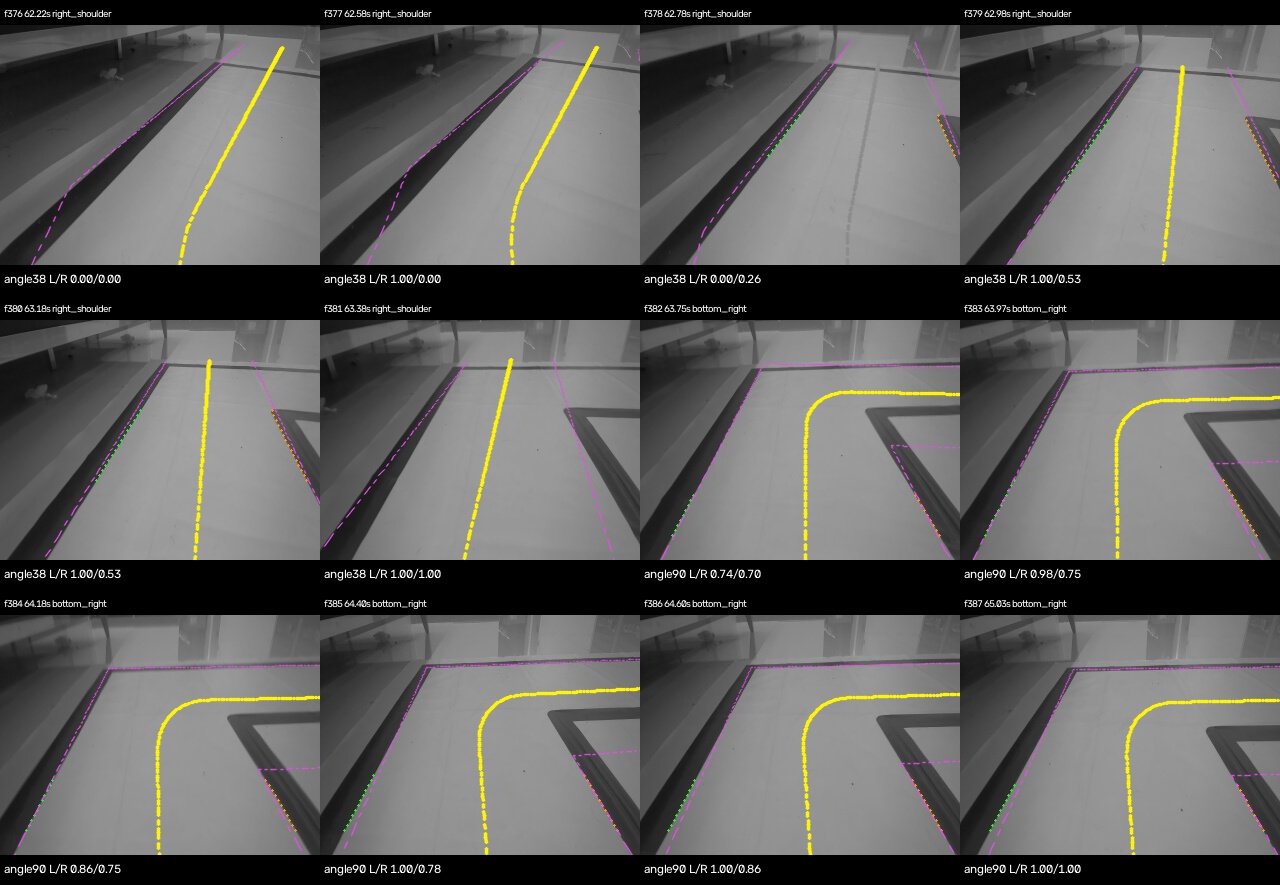 f376 62.22s right_shoulder
f377 62.58s right_shoulder
f378 62.78s right_shoulder
f379 62.98s right_shoulder
angle38 L/R 0.00/0.00
angle38 L/R 1.00/0.00
angle38 L/R 0.00/0.26
angle38 L/R 1.00/0.53
f380 63.18s right_shoulder
f381 63.38s right_shoulder
f382 63.75s bottom_right
f383 63.97s bottom_right
angle38 L/R 1.00/0.53
angle38 L/R 1.00/1.00
angle90 L/R 0.74/0.70
angle90 L/R 0.98/0.75
f384 64.18s bottom_right
f385 64.40s bottom_right
f386 64.60s bottom_right
f387 65.03s bottom_right
angle90 L/R 0.86/0.75
angle90 L/R 1.00/0.78
angle90 L/R 1.00/0.86
angle90 L/R 1.00/1.00